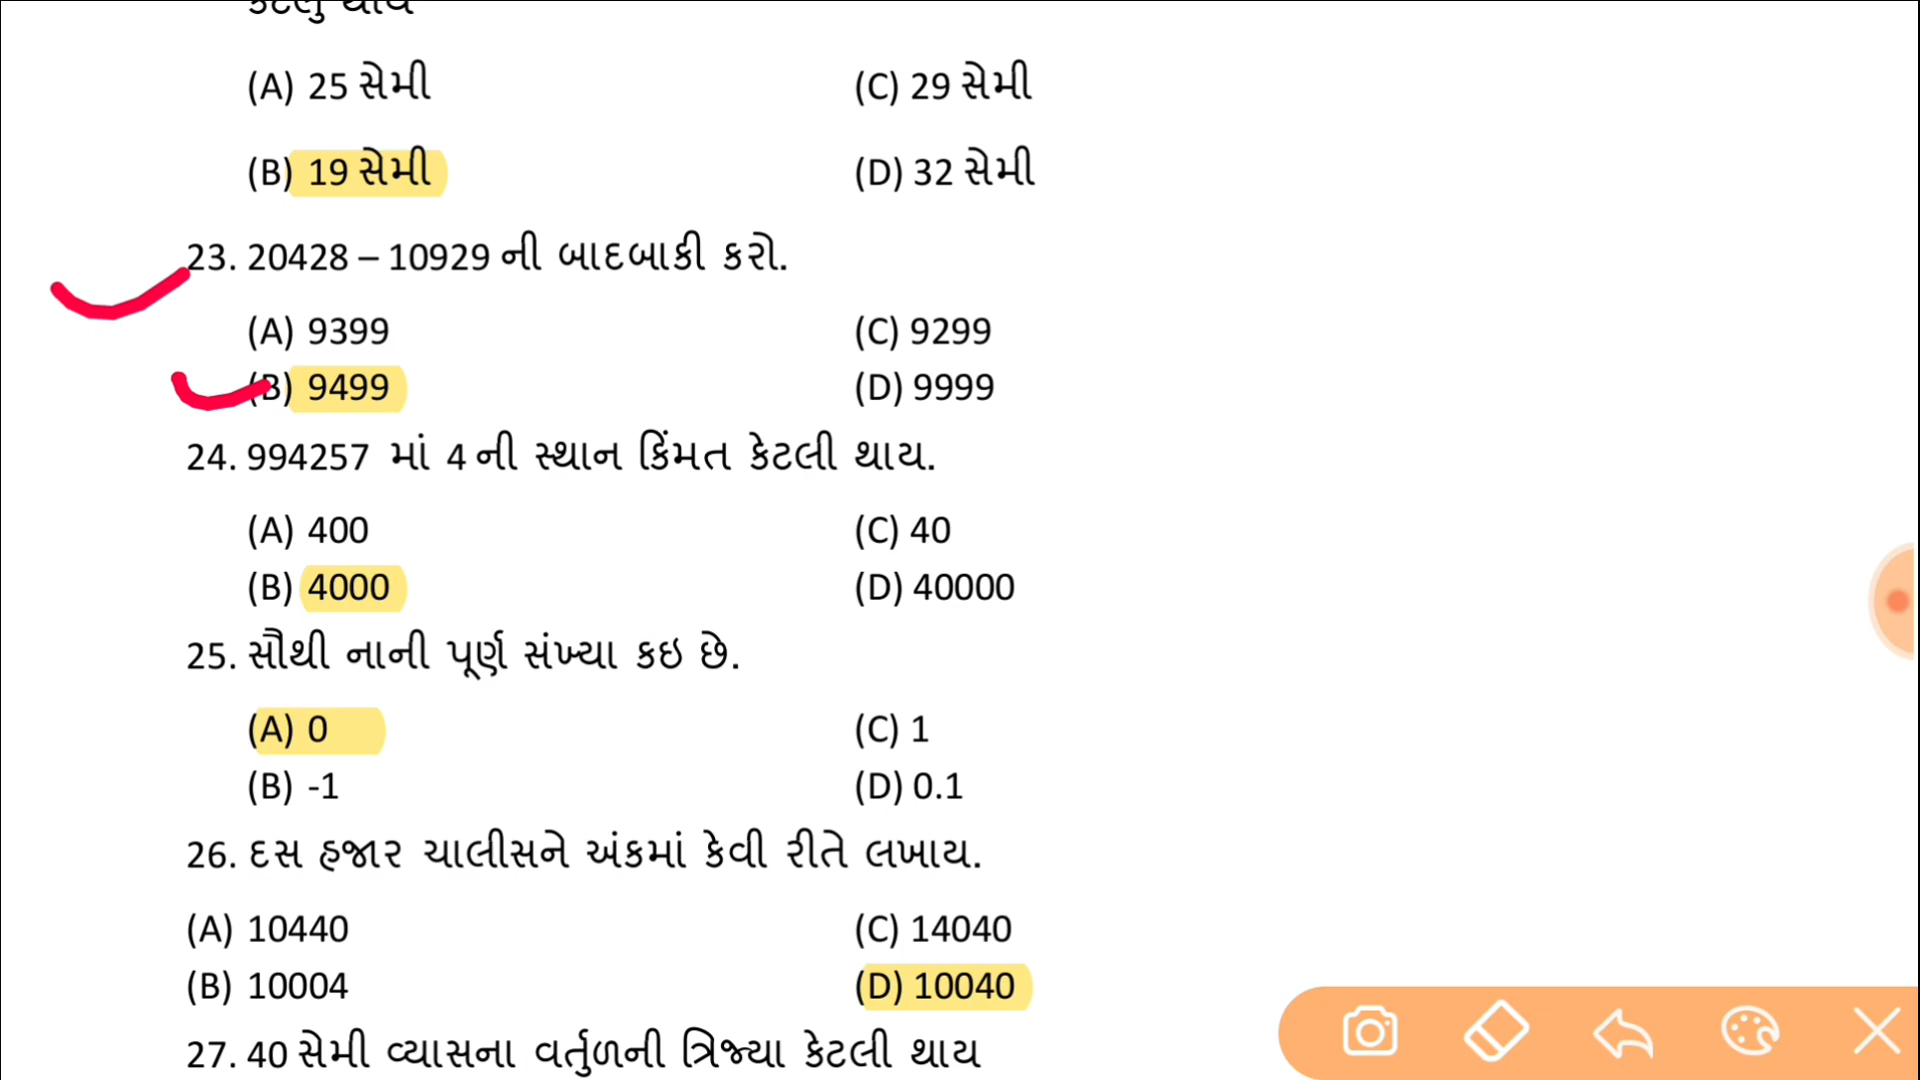 કેટલું થાય
(A) 25 સેમી
(C) 29 સેમી
(B) 19 સેમી
(D) 32 સેમી
23. 20428 – 10929 ની બાદબાકી કરો.
(A) 9399
(C) 9299
(B) 9499
(D) 9999
24. 994257 માં 4 ની સ્થાન કિંમત કેટલી થાય.
(A) 400
(C) 40
(B) 4000
(D) 40000
25. સૌથી નાની પૂર્ણ સંખ્યા કઇ છે.
(A) 0
(C) 1
(B) -1
(D) 0.1
26. દસ હજાર ચાલીસને અંકમાં કેવી રીતે લખાય.
(A) 10440
(C) 14040
(B) 10004
(D) 10040
27. 40 સેમી વ્યાસના વર્તુળની ત્રિજ્યા કેટલી થાય